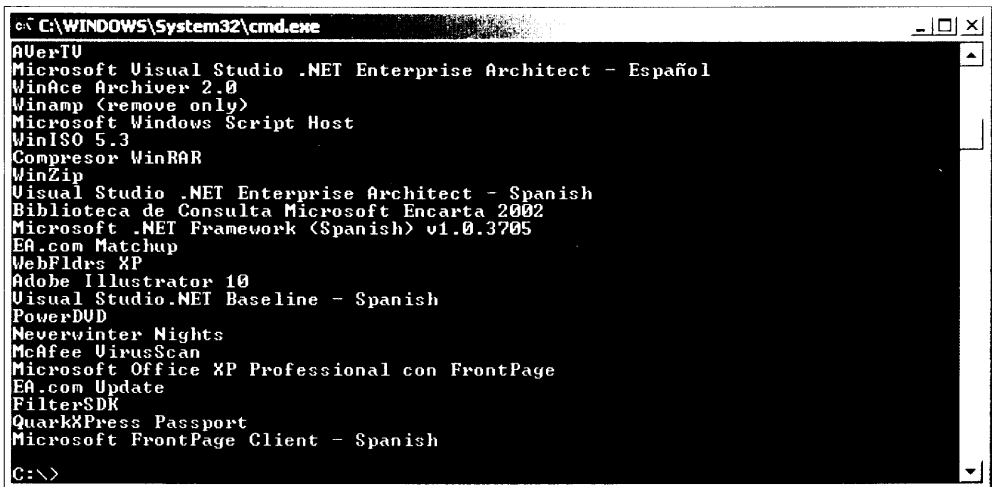 C:\WINDOWS\System32\cmd.exe
AVerTV
Microsoft Visual Studio .NET Enterprise Architect - Español
WinAce Archiver 2.0
Winamp (remove only)
Microsoft Windows Script Host
WinISO 5.3
Compresor WinRAR
WinZip
Visual Studio .NET Enterprise Architect - Spanish
Biblioteca de Consulta Microsoft Encarta 2002
Microsoft .NET Framework (Spanish) v1.0.3705
EA.com Matchup
WebFldrs XP
Adobe Illustrator 10
Visual Studio.NET Baseline - Spanish
PowerDVD
Neverwinter Nights
McAfee VirusScan
Microsoft Office XP Professional con FrontPage
EA.com Update
FilterSDK
QuarkXPress Passport
Microsoft FrontPage Client - Spanish
C:\>